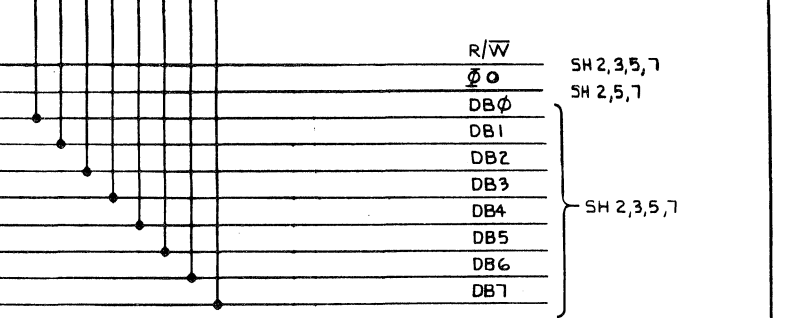 R/W̅
SH 2,3,5,7
Φ0
SH 2,5,7
DBØ
DB1
DB2
DB3
DB4
SH 2,3,5,7
DB5
DB6
DB7